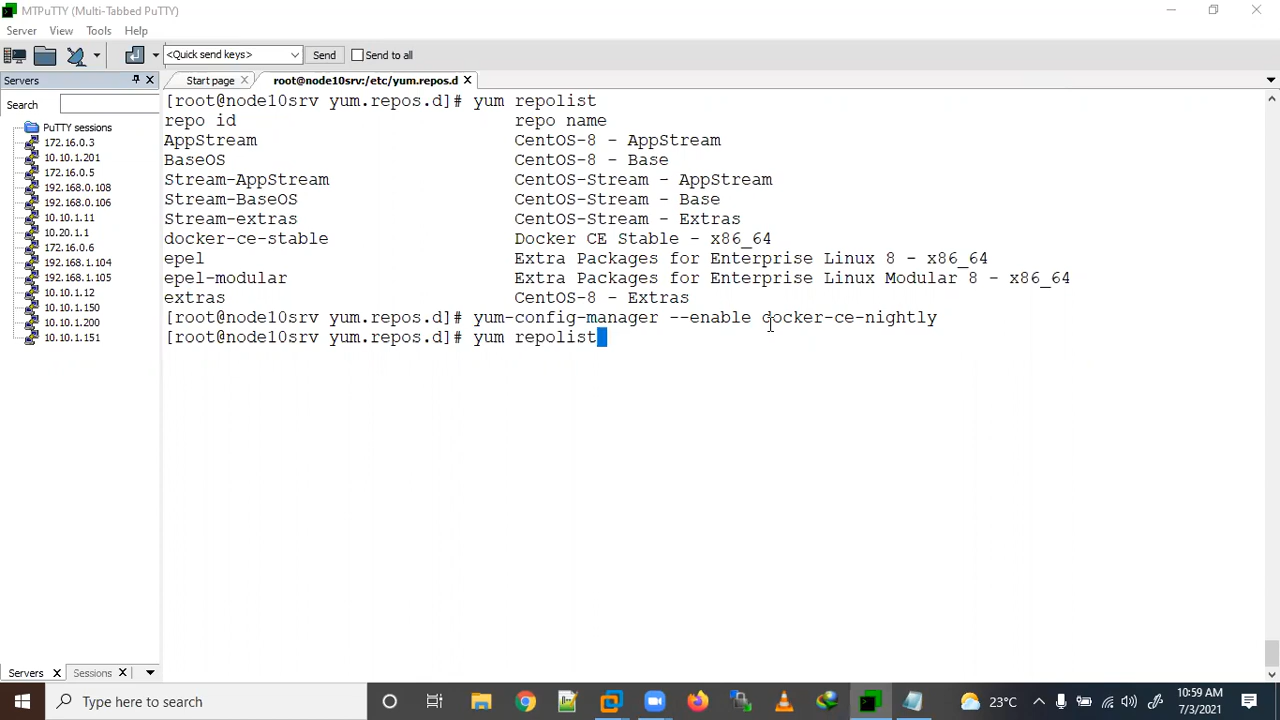 MTPuTTY (Multi-Tabbed PuTTY)
Server View Tools Help
<Quick send keys> Send Send to all
Servers
Start page root@node10srv:/etc/yum.repos.d
Search
PuTTY sessions
172.16.0.3
10.10.1.201
172.16.0.5
192.168.0.108
192.168.0.106
10.10.1.11
10.20.1.1
172.16.0.6
192.168.1.104
192.168.1.105
10.10.1.12
10.10.1.150
10.10.1.200
10.10.1.151
[root@node10srv yum.repos.d]# yum repolist
repo id repo name
AppStream CentOS-8 - AppStream
BaseOS CentOS-8 - Base
Stream-AppStream CentOS-Stream - AppStream
Stream-BaseOS CentOS-Stream - Base
Stream-extras CentOS-Stream - Extras
docker-ce-stable Docker CE Stable - x86_64
epel Extra Packages for Enterprise Linux 8 - x86_64
epel-modular Extra Packages for Enterprise Linux Modular 8 - x86_64
extras CentOS-8 - Extras
[root@node10srv yum.repos.d]# yum-config-manager --enable docker-ce-nightly
[root@node10srv yum.repos.d]# yum repolist
Servers Sessions
Type here to search
23°C
10:59 AM
7/3/2021